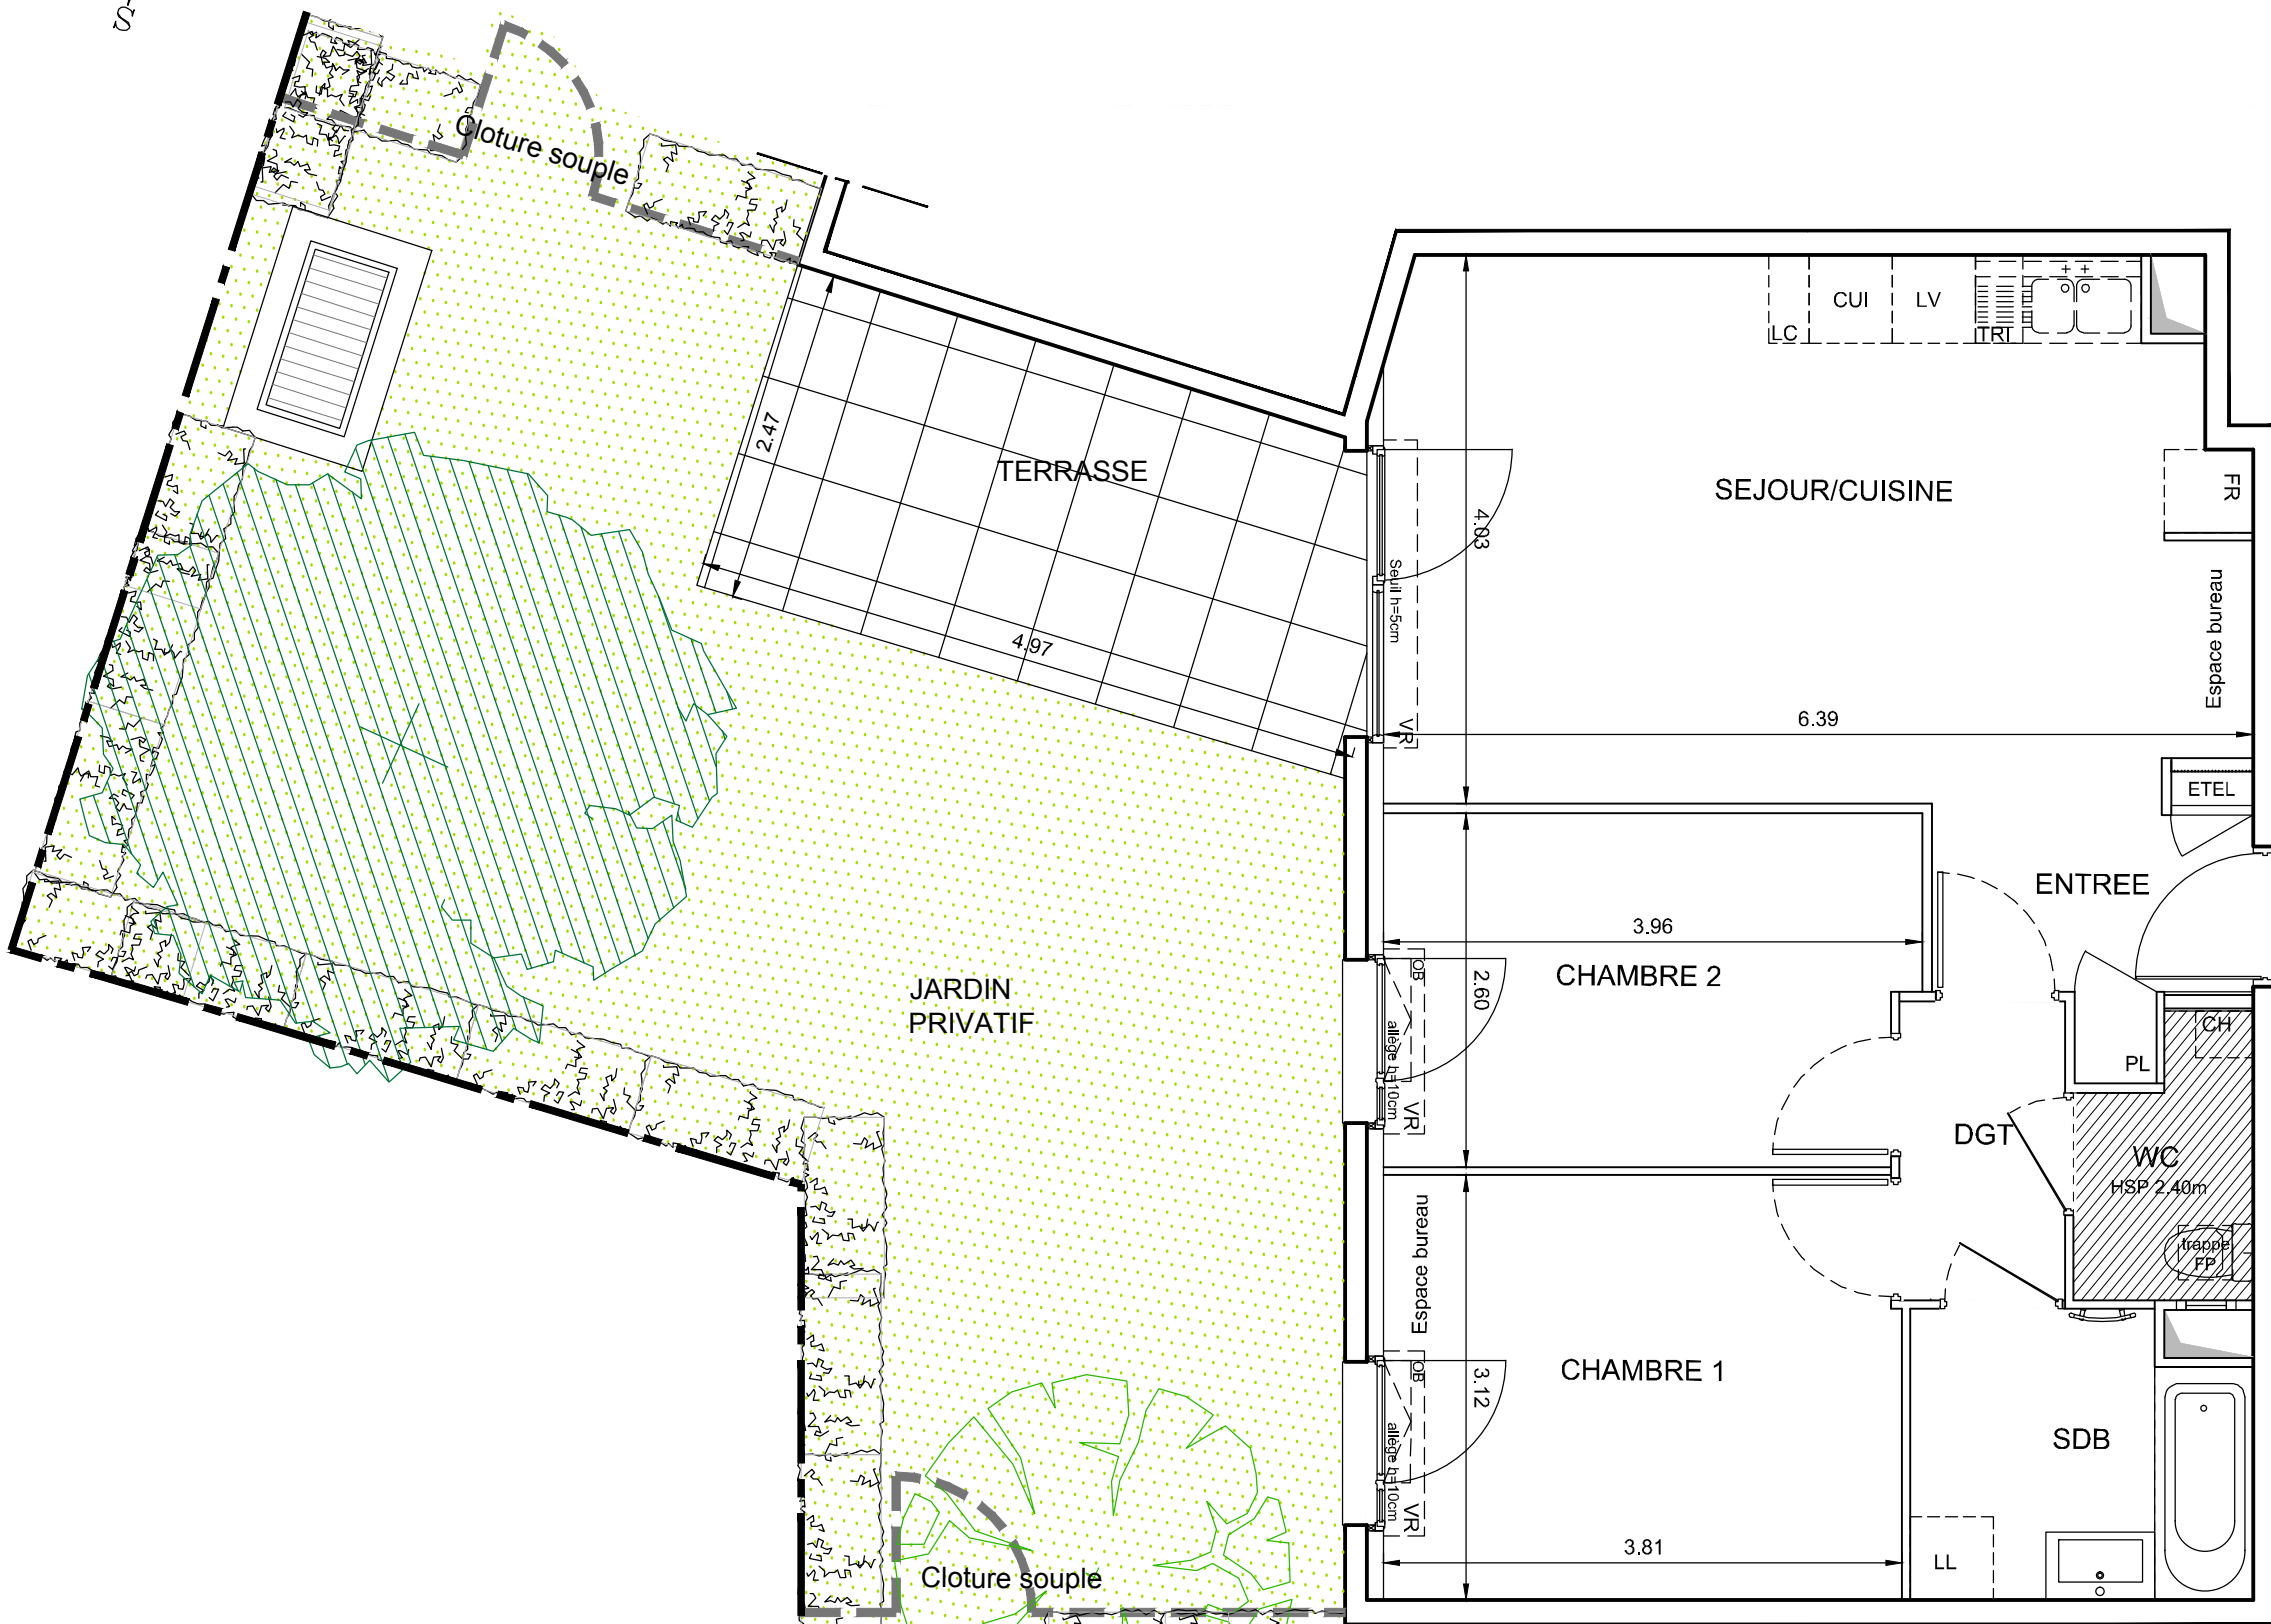 S
Cloture souple
CUI
LV
LC
TRI
2.47
TERRASSE
SEJOUR/CUISINE
FR
4.03
Seuil h=5cm
Espace bureau
4.97
6.39
VR
ETEL
ENTREE
3.96
OB
2.60
CHAMBRE 2
JARDIN
PRIVATIF
allège h=110cm
VR
CH
PL
DGT
WC
HSP 2.40m
Espace bureau
trappe
FP
OB
3.12
CHAMBRE 1
SDB
allège h=110cm
VR
3.81
LL
Cloture souple